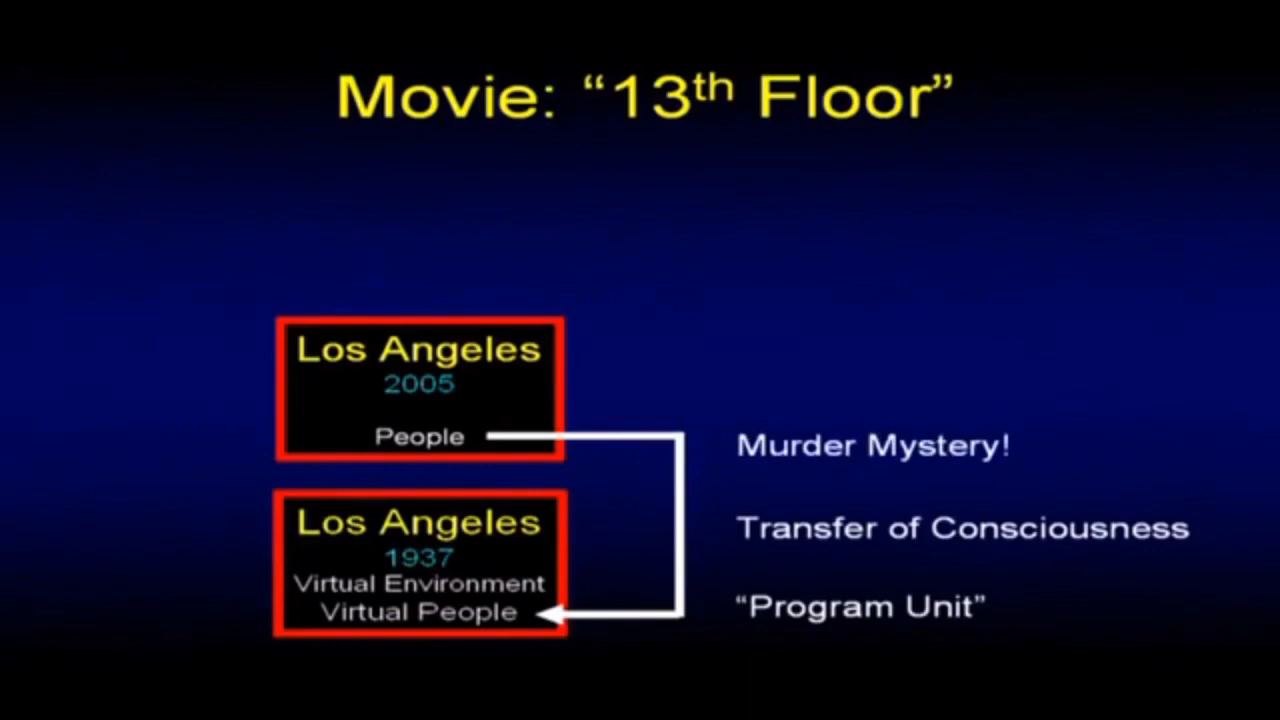 Movie: “13th Floor”
Los Angeles
2005
People
Los Angeles
1937
Virtual Environment
Virtual People
Murder Mystery!
Transfer of Consciousness
“Program Unit”